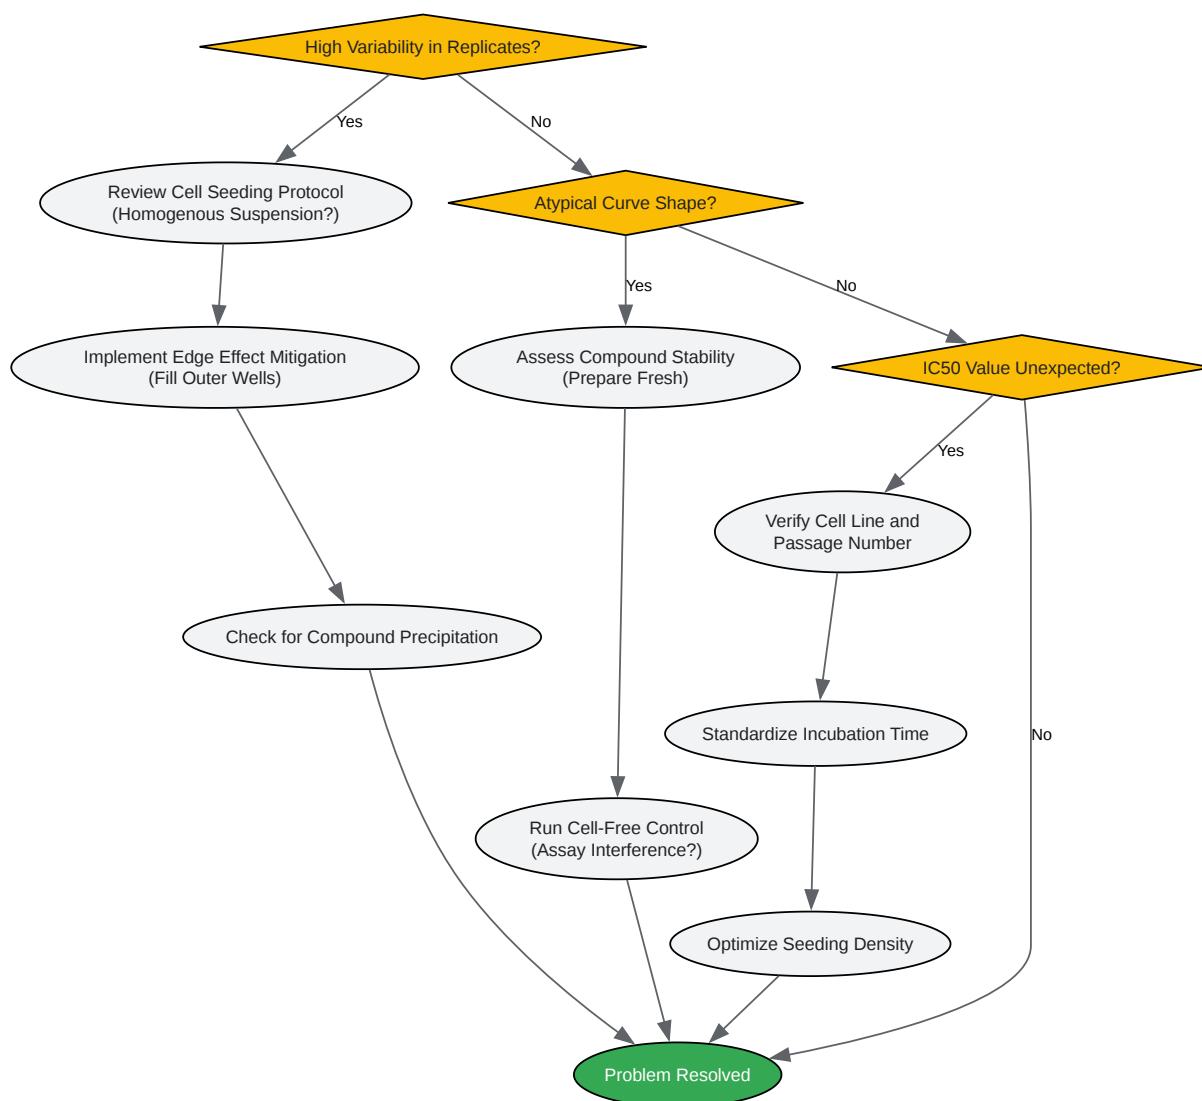 High Variability in Replicates?
Yes
No
Review Cell Seeding Protocol
(Homogenous Suspension?)
Atypical Curve Shape?
Yes
No
Implement Edge Effect Mitigation
(Fill Outer Wells)
Assess Compound Stability
(Prepare Fresh)
IC50 Value Unexpected?
Yes
Verify Cell Line and
Passage Number
Check for Compound Precipitation
Standardize Incubation Time
No
Run Cell-Free Control
(Assay Interference?)
Optimize Seeding Density
Problem Resolved